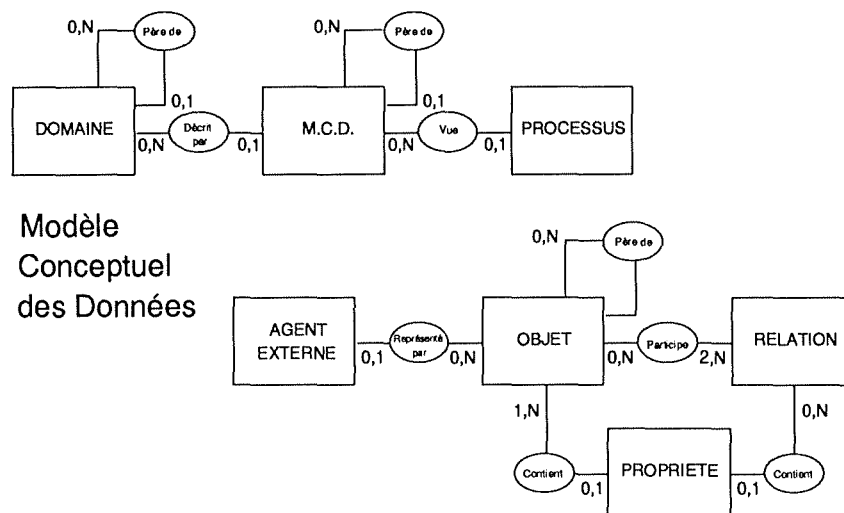 0,N
Père de
0,N
Père de
0,1
0,1
DOMAINE
Décrit
par
M.C.D.
Vue
PROCESSUS
0,N
0,1
0,N
0,1
Modèle
Conceptuel
des Données
0,N
Père de
AGENT
EXTERNE
Représenté
par
OBJET
Participe
RELATION
0,1
0,N
0,N
2,N
1,N
0,N
Contient
PROPRIETE
Contient
0,1
0,1